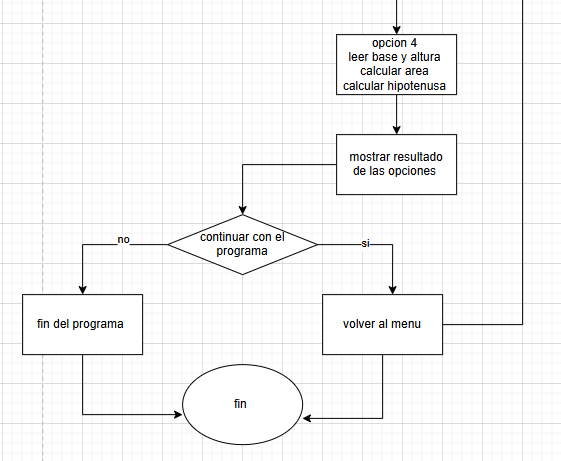 opcion 4
leer base y altura
calcular area
calcular hipotenusa
mostrar resultado
de las opciones
continuar con el
programa
no
si
fin del programa
volver al menu
fin